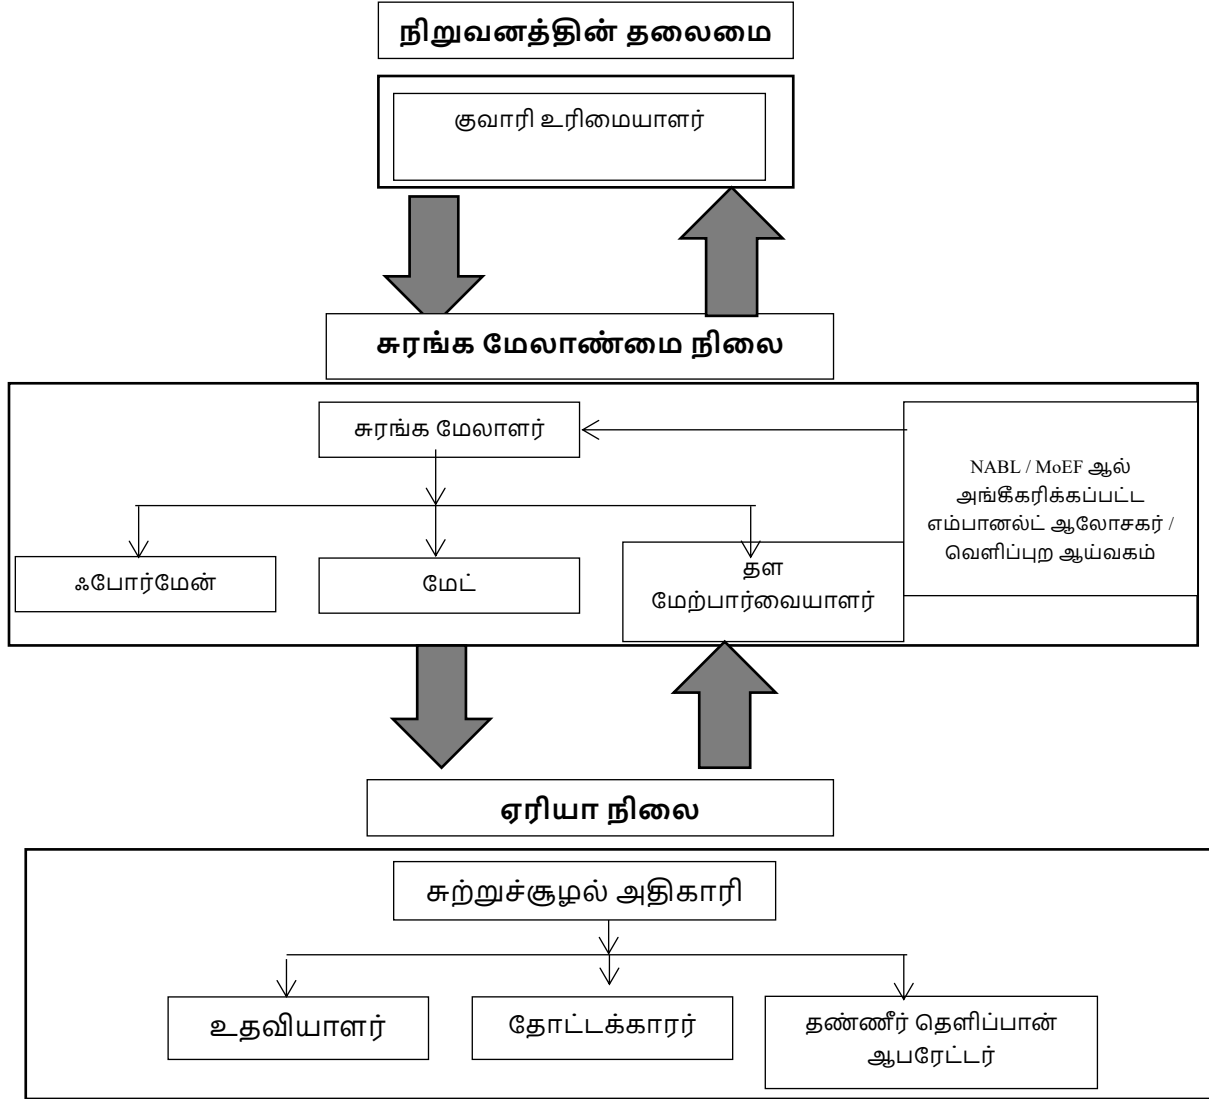 நிறுவனத்தின் தலைமை
குவாரி உரிமையாளர்
சுரங்க மேலாண்மை நிலை
சுரங்க மேலாளர்
NABL / MoEF ஆல்
அங்கீகரிக்கப்பட்ட
எம்பானல்ட் ஆலோசகர் /
வெளிப்புற ஆய்வகம்
ஃபோர்மேன்
மேட்
தள
மேற்பார்வையாளர்
ஏரியா நிலை
சுற்றுச்சூழல் அதிகாரி
உதவியாளர்
தோட்டக்காரர்
தண்ணீர் தெளிப்பான்
ஆபரேட்டர்